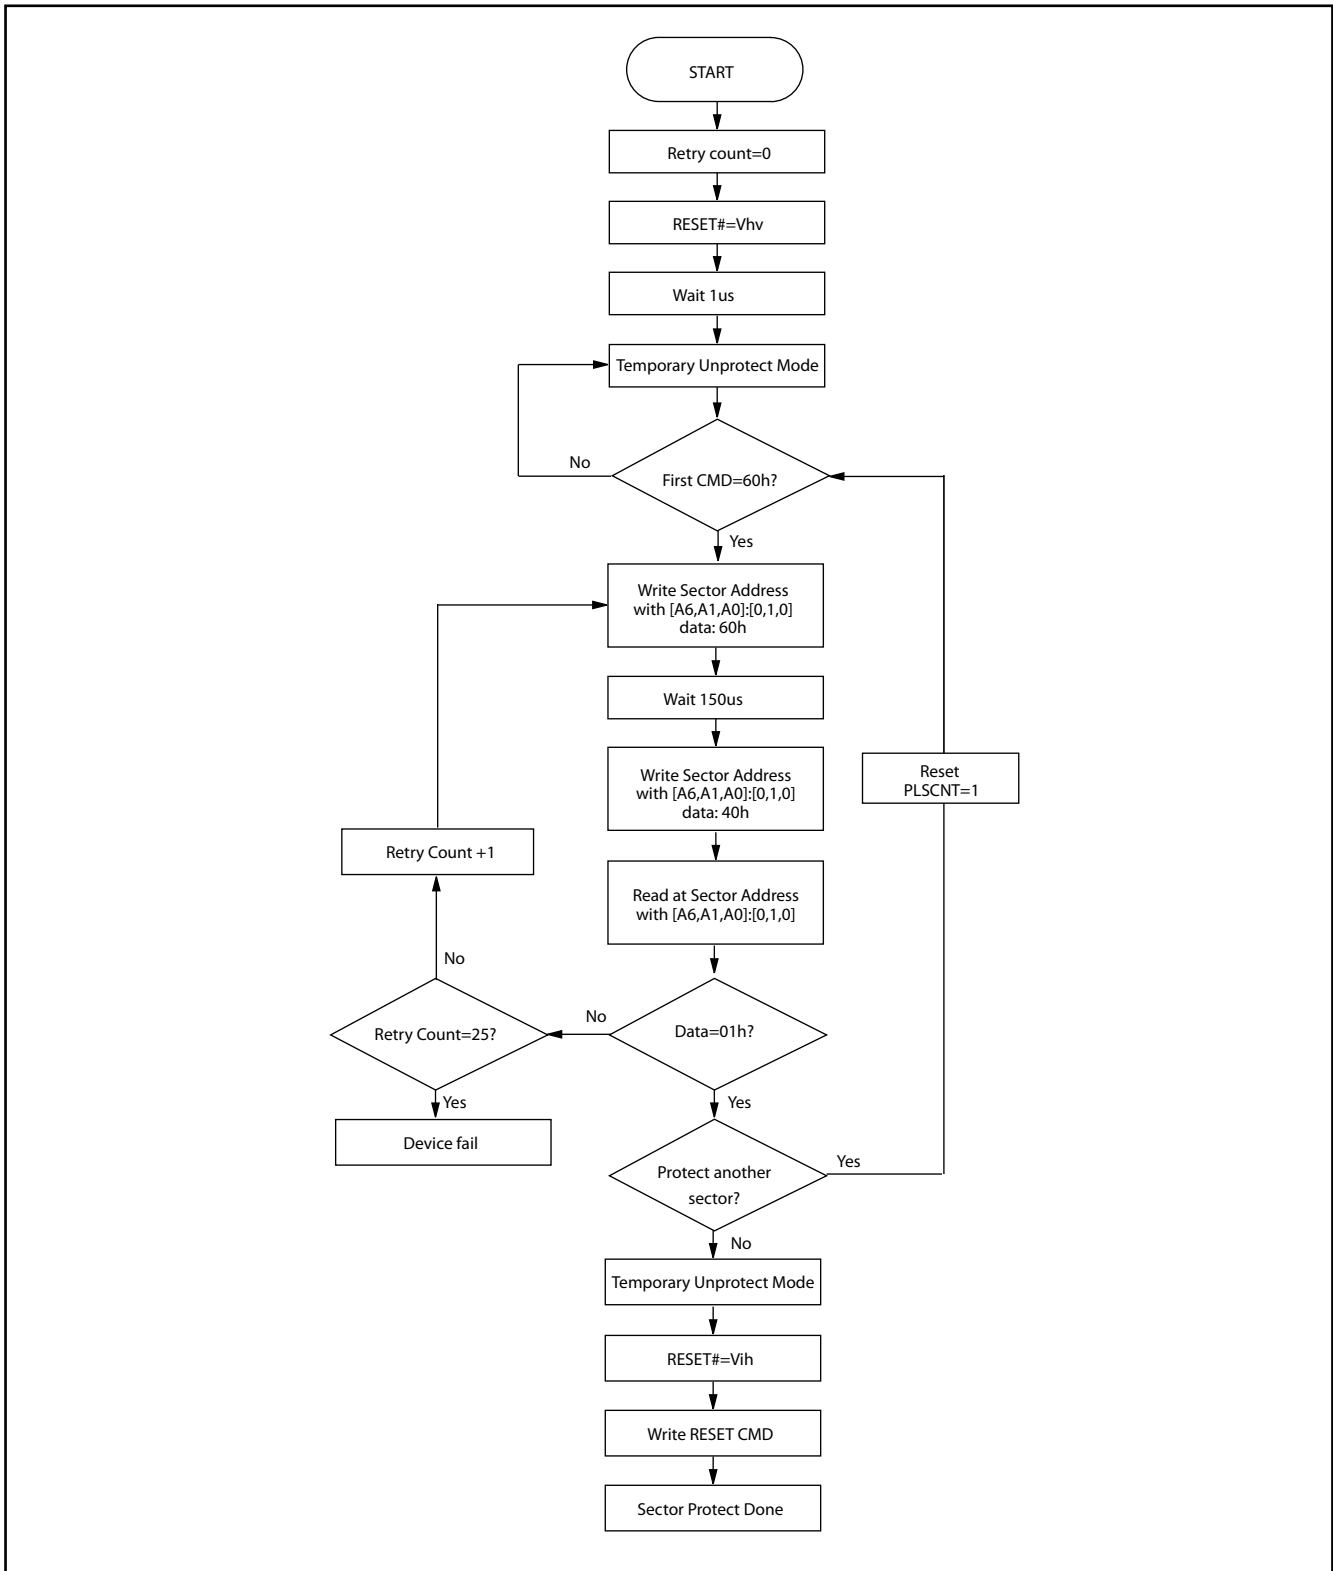 START
Retry count=0
RESET#=Vhv
Wait 1us
Temporary Unprotect Mode
No
First CMD=60h?
Yes
Write Sector Address
with [A6,A1,A0]:[0,1,0]
data: 60h
Wait 150us
Write Sector Address
with [A6,A1,A0]:[0,1,0]
data: 40h
Reset
PLSCNT=1
Retry Count +1
Read at Sector Address
with [A6,A1,A0]:[0,1,0]
No
Retry Count=25?
No
Data=01h?
Yes
Yes
Device fail
Protect another
sector?
Yes
No
Temporary Unprotect Mode
RESET#=Vih
Write RESET CMD
Sector Protect Done